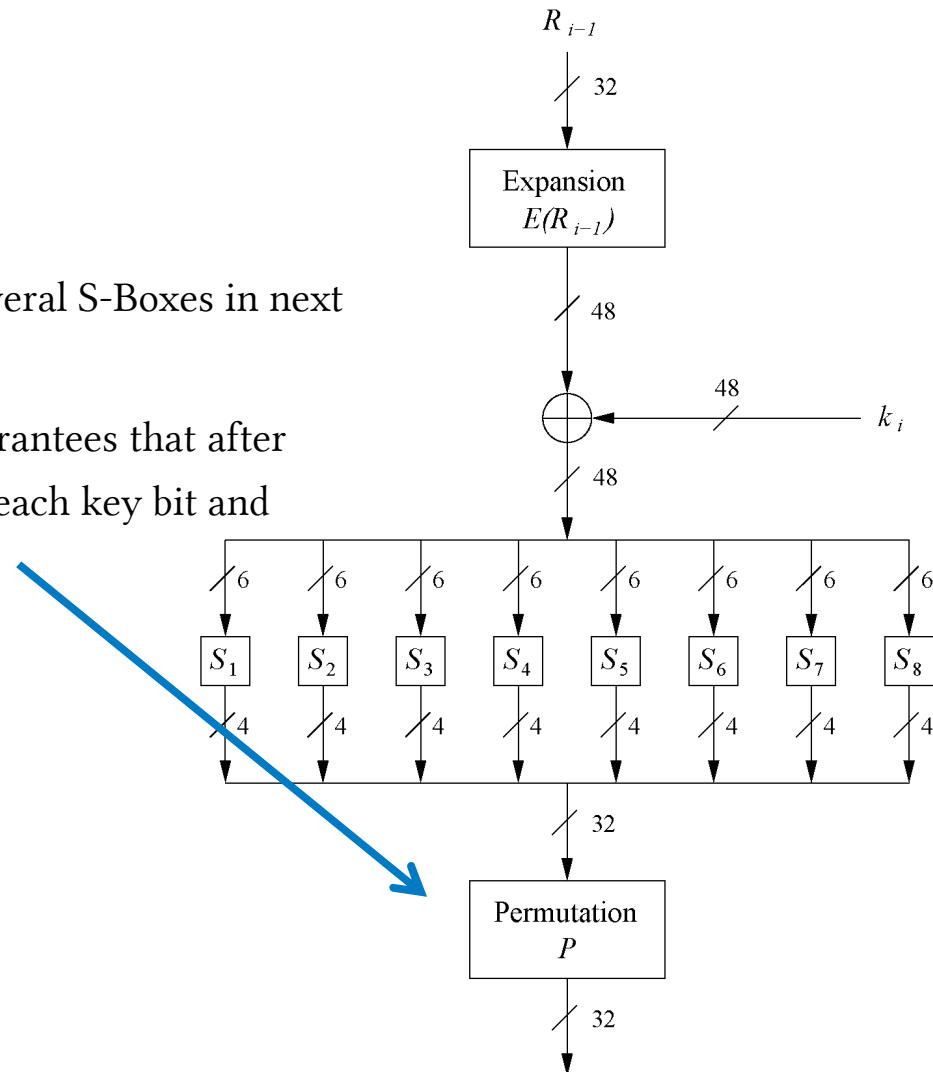 R i−1
32
Expansion
E(R i−1)
veral S-Boxes in next
48
48
k i
rantees that after
48
each key bit and
6 6 6 6 6 6 6 6
S1 S2 S3 S4 S5 S6 S7 S8
4 4 4 4 4 4 4 4
32
Permutation
P
32